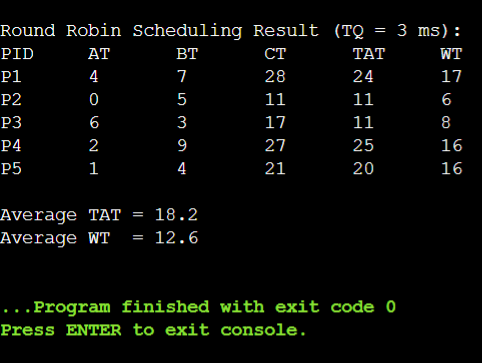 Round Robin Scheduling Result (TQ = 3 ms):
PID AT BT CT TAT WT
P1 4 7 28 24 17
P2 0 5 11 11 6
P3 6 3 17 11 8
P4 2 9 27 25 16
P5 1 4 21 20 16
Average TAT = 18.2
Average WT = 12.6
...Program finished with exit code 0
Press ENTER to exit console.